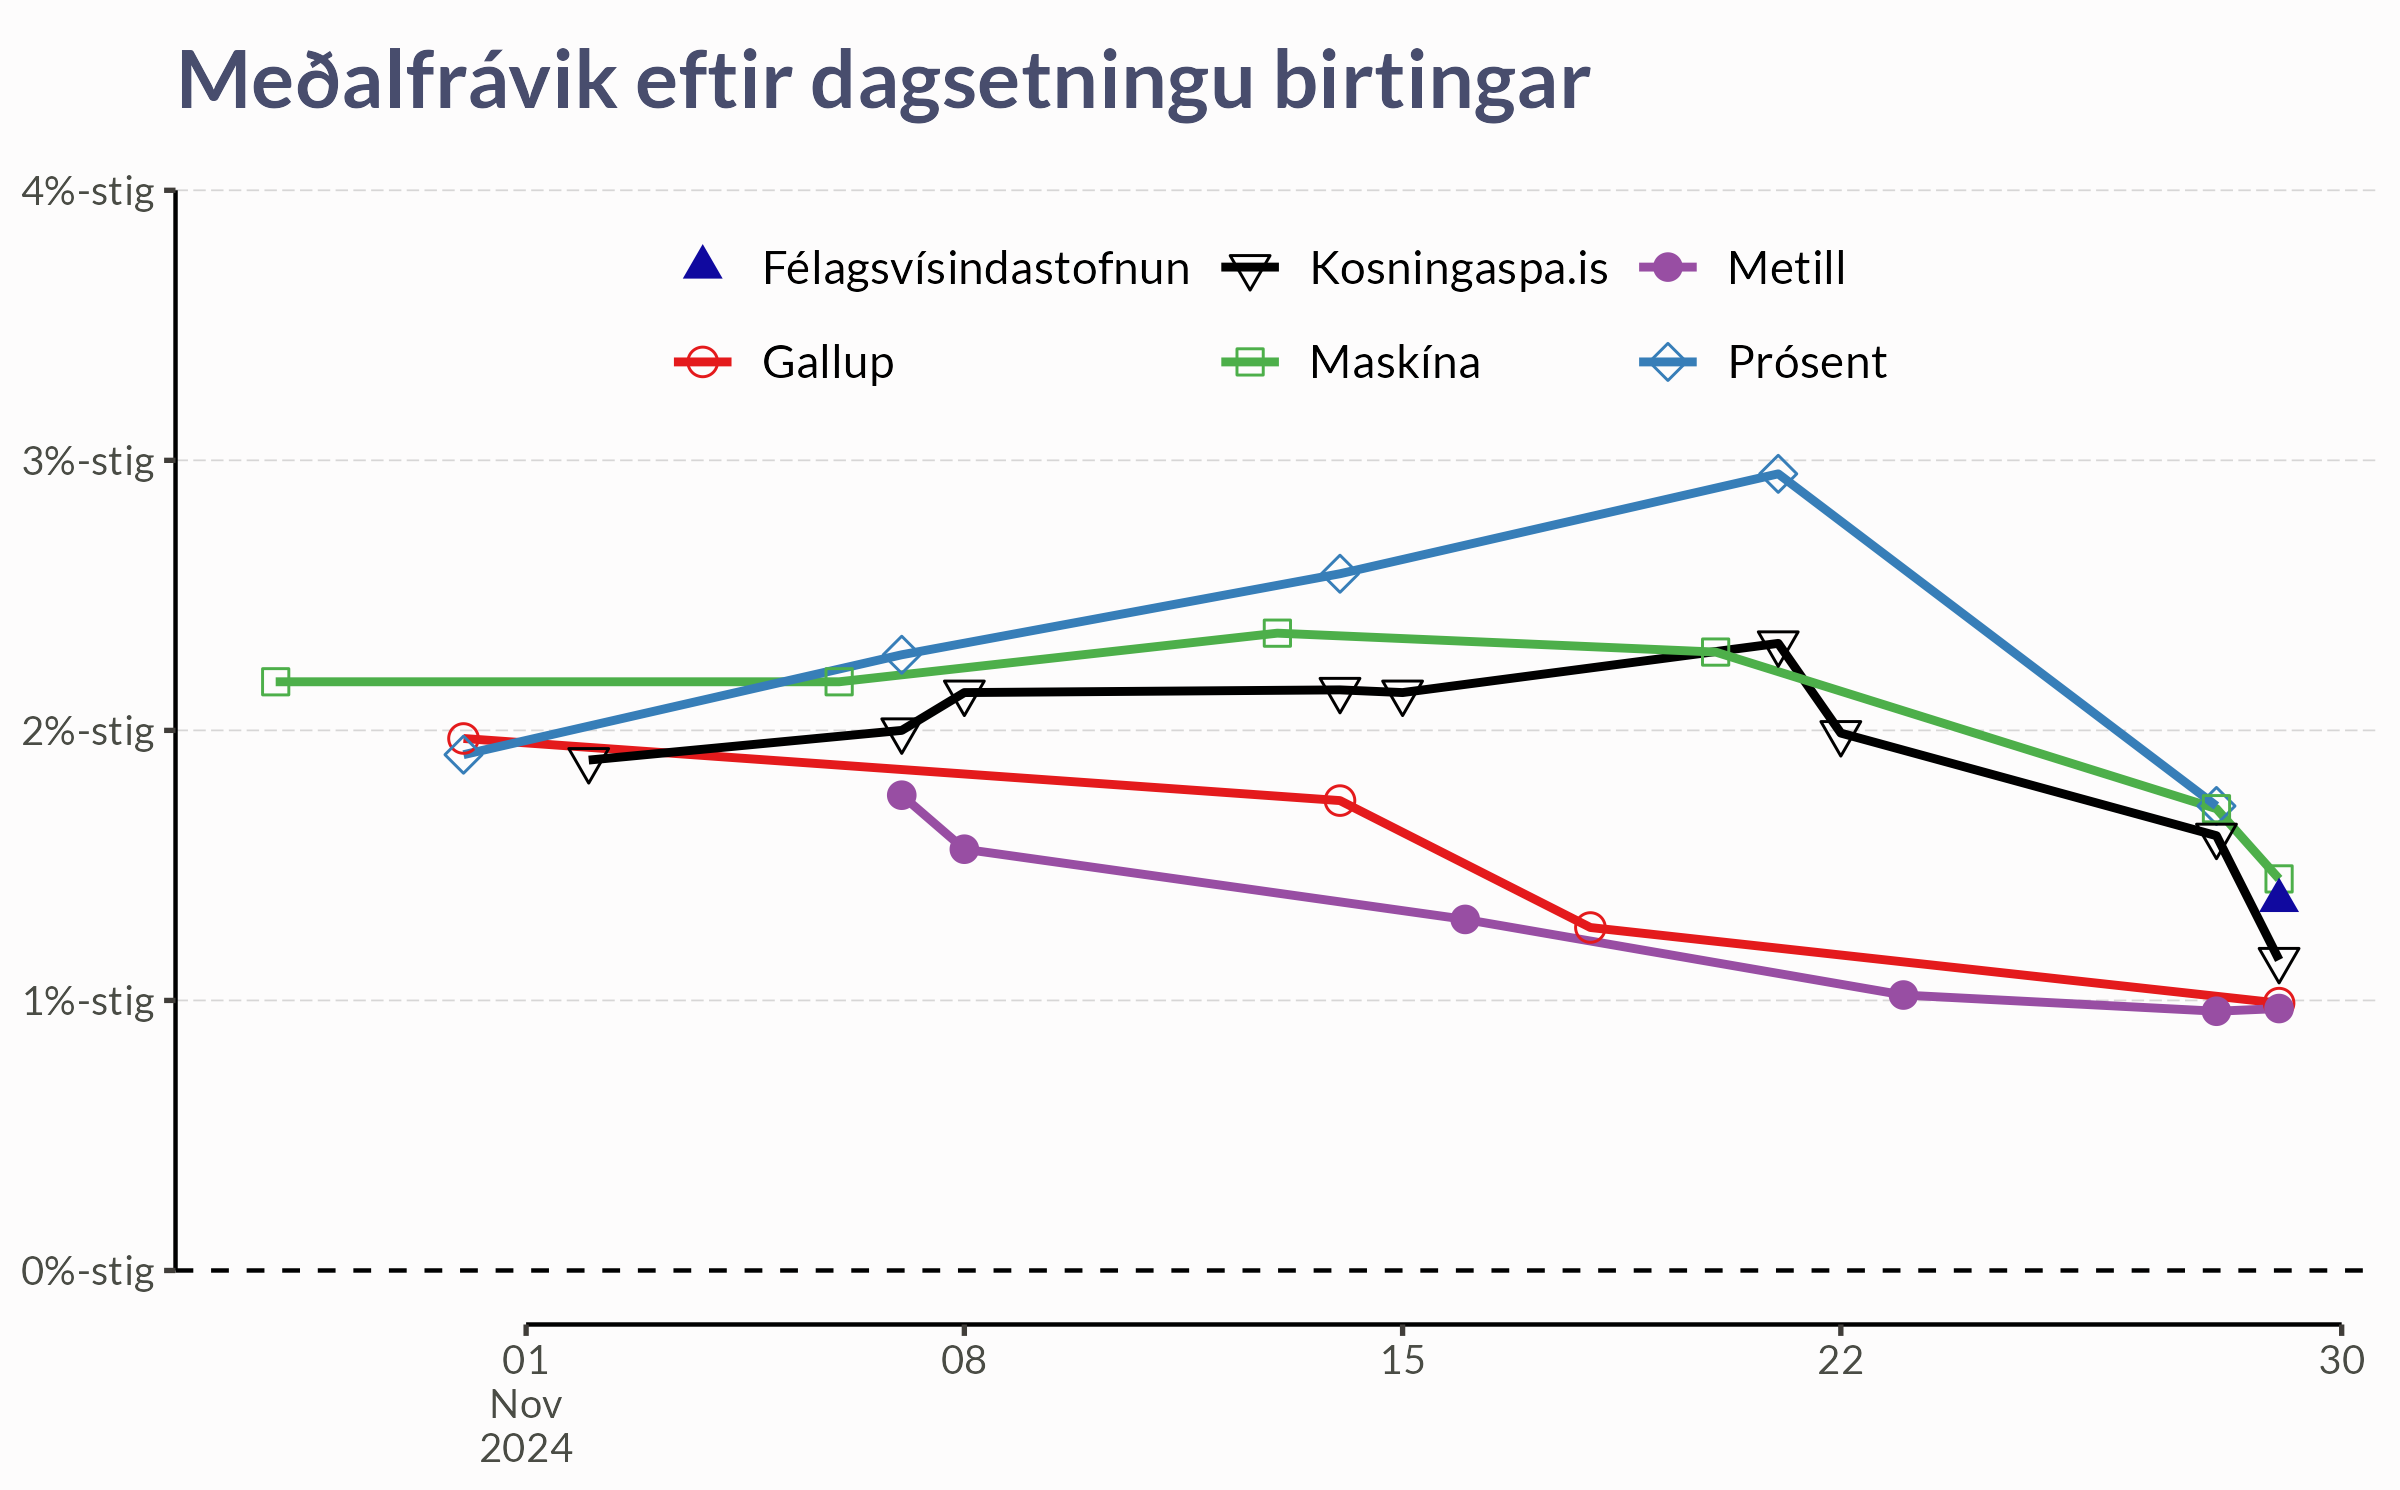 Meðalfrávik eftir dagsetningu birtingar
4%-stig
Félagsvísindastofnun Kosningaspa.is Metill
Gallup Maskína Prósent
3%-stig
2%-stig
1%-stig
0%-stig
01 08 15 22 30
Nov
2024